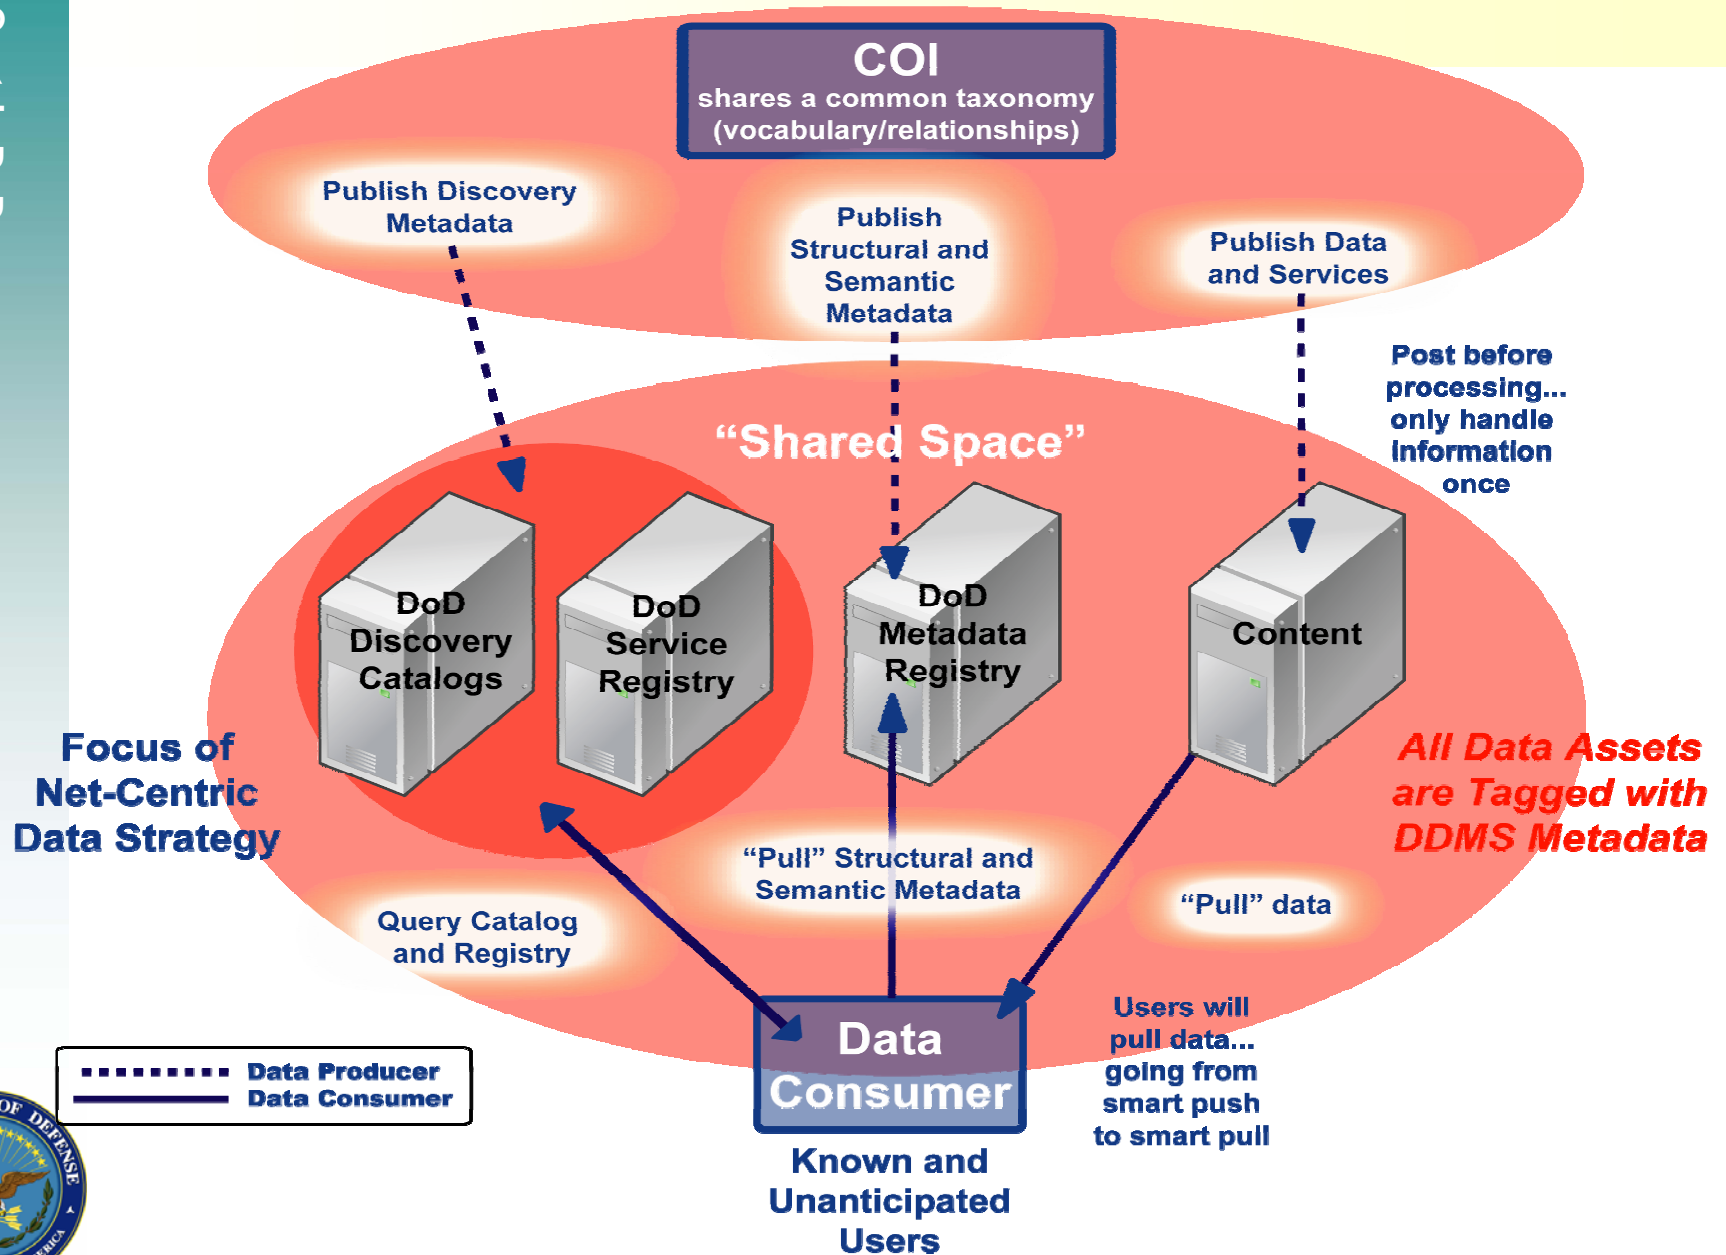 COI
shares a common taxonomy
(vocabulary/relationships)
Publish Discovery
Metadata
Publish
Structural and
Semantic
Metadata
Publish Data
and Services
Post before
processing...
only handle
information
once
“Shared Space”
DoD
Discovery
Catalogs
DoD
Service
Registry
DoD
Metadata
Registry
Content
Focus of
Net-Centric
Data Strategy
All Data Assets
are Tagged with
DDMS Metadata
“Pull” Structural and
Semantic Metadata
“Pull” data
Query Catalog
and Registry
Data
Consumer
Users will
pull data...
going from
smart push
to smart pull
Data Producer
Data Consumer
Known and
Unanticipated
Users
OF DEFENSE